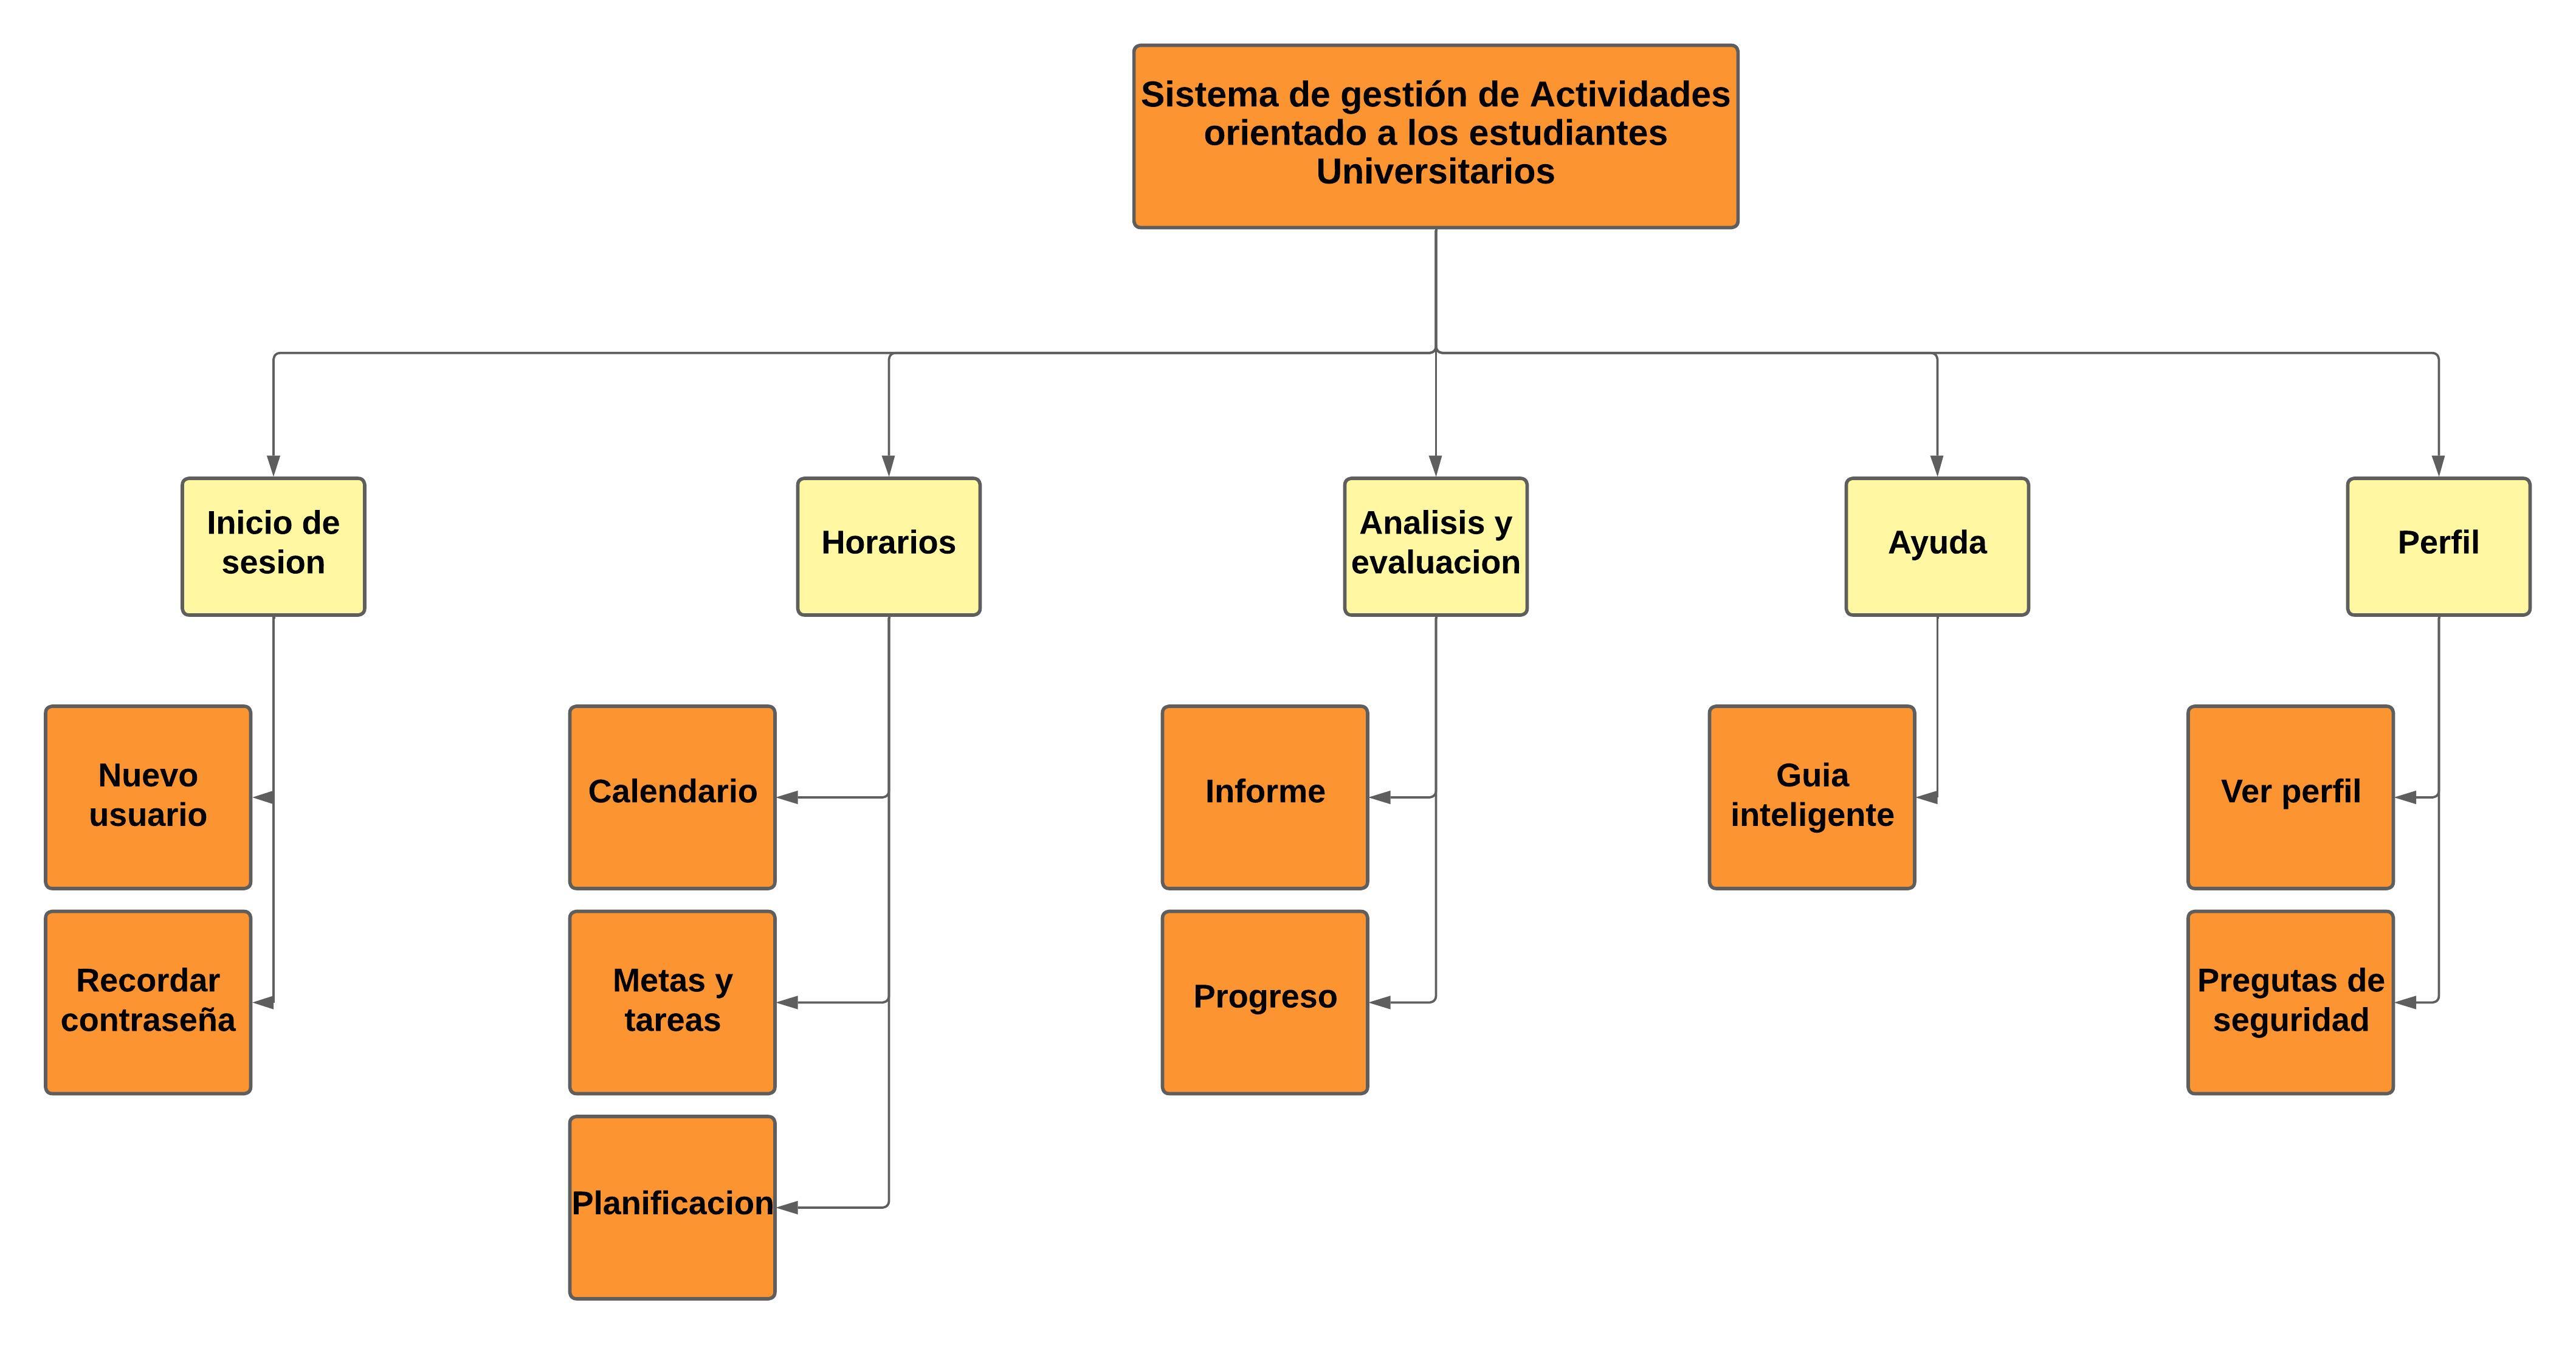 Sistema de gestión de Actividades
orientado a los estudiantes
Universitarios
Inicio de
sesion
Horarios
Analisis y
evaluacion
Ayuda
Perfil
Nuevo
usuario
Calendario
Informe
Guia
inteligente
Ver perfil
Recordar
contraseña
Metas y
tareas
Progreso
Pregutas de
seguridad
Planificacion